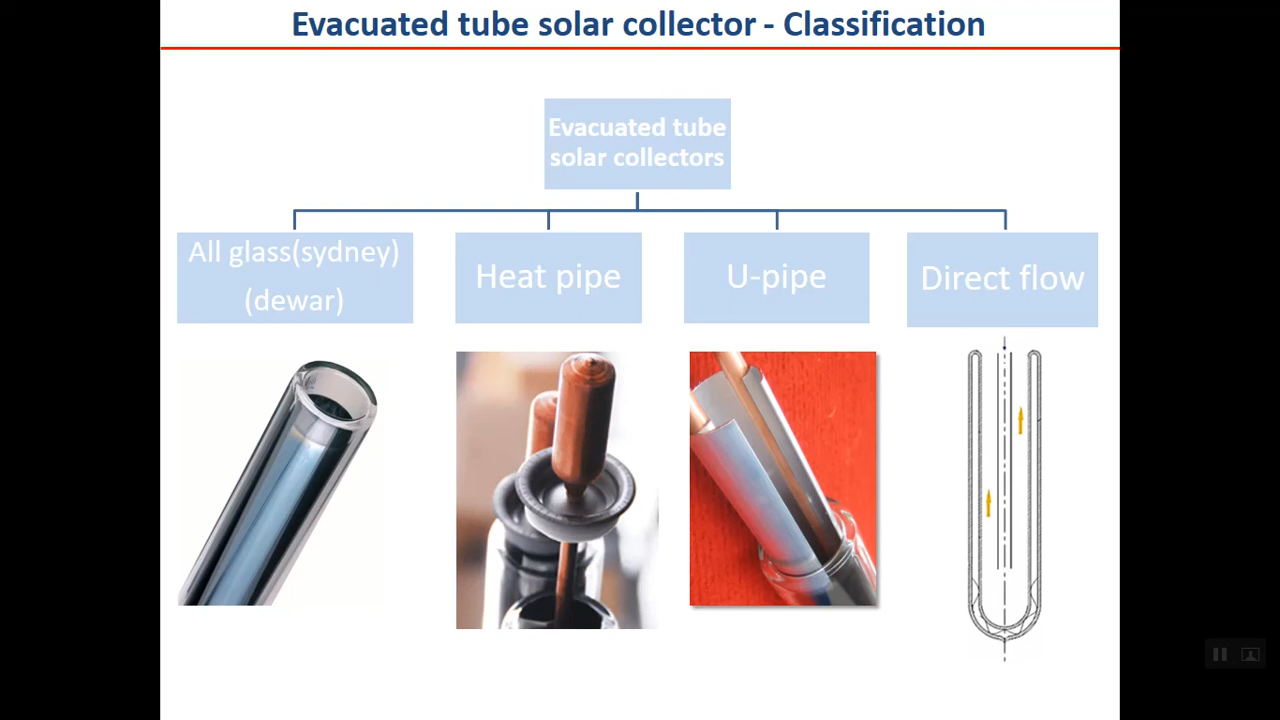 Evacuated tube solar collector - Classification
Evacuated tube
solar collectors
All glass(sydney)
(dewar)
Heat pipe
U-pipe
Direct flow